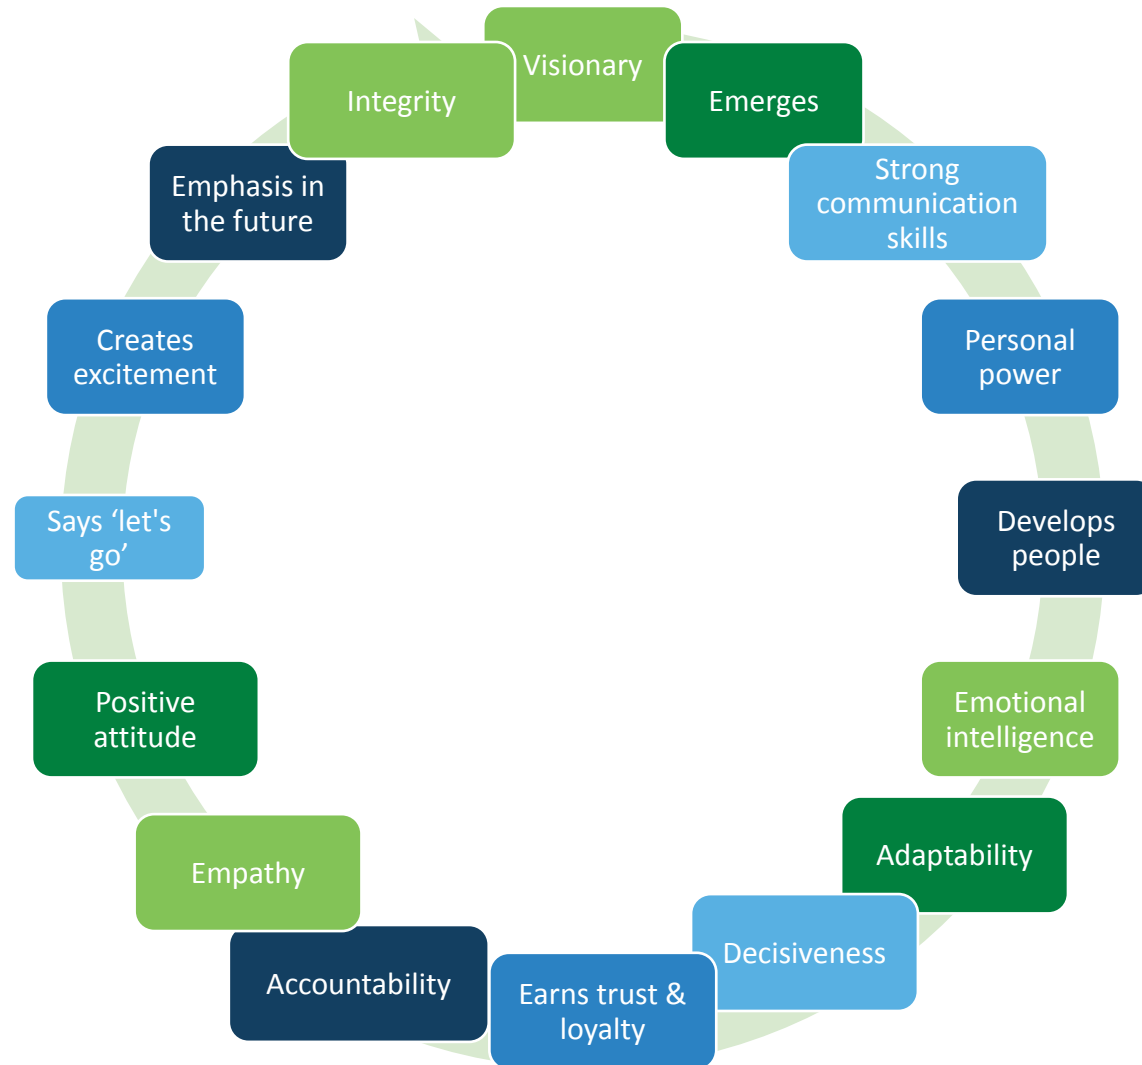 Visionary
Emerges
Strong
communication
skills
Personal
power
Develops
people
Emotional
intelligence
Adaptability
Decisiveness
Earns trust &
loyalty
Accountability
Empathy
Positive
attitude
Says ‘let's
go’
Creates
excitement
Emphasis in
the future
Integrity